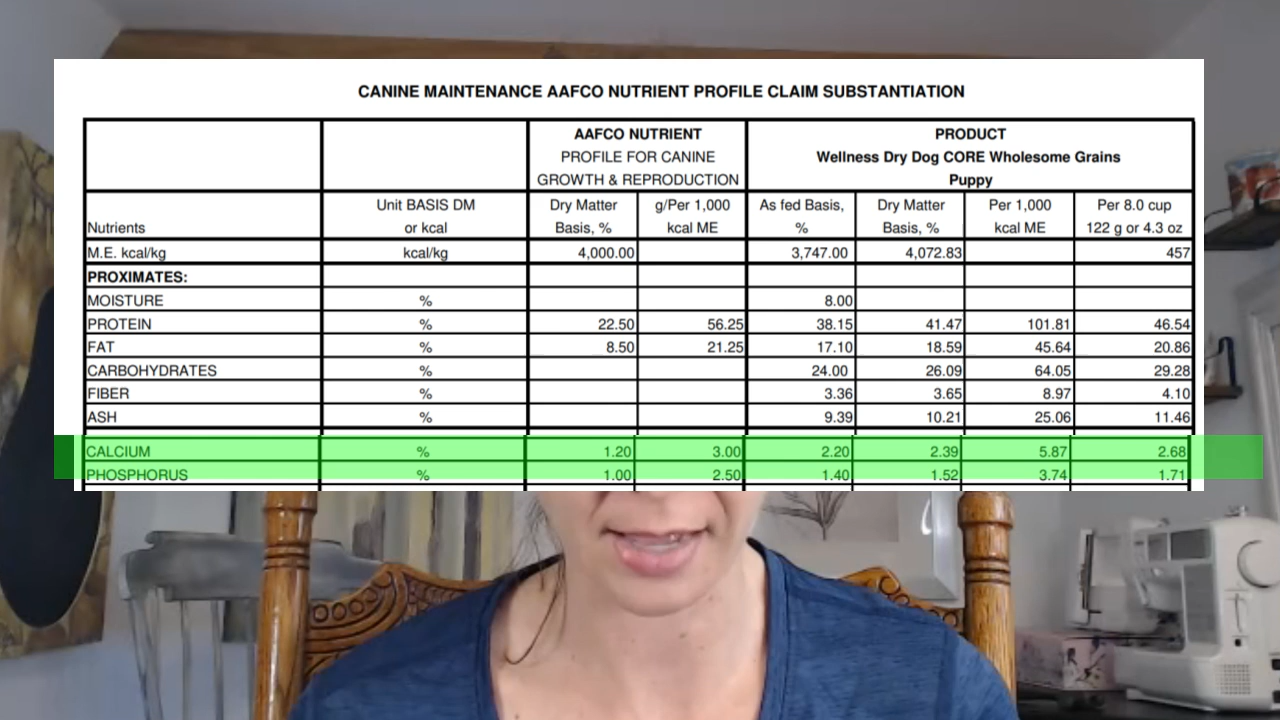 CANINE MAINTENANCE AAFCO NUTRIENT PROFILE CLAIM SUBSTANTIATION
AAFCO NUTRIENT PRODUCT
PROFILE FOR CANINE Wellness Dry Dog CORE Wholesome Grains
GROWTH & REPRODUCTION Puppy
Unit BASIS DM Dry Matter g/Per 1,000 As fed Basis, Dry Matter Per 1,000 Per 8.0 cup
Nutrients or kcal Basis, % kcal ME % Basis, % kcal ME 122 g or 4.3 oz
M.E. kcal/kg kcal/kg 4,000.00 3,747.00 4,072.83 457
PROXIMATES:
MOISTURE % 8.00
PROTEIN % 22.50 56.25 38.15 41.47 101.81 46.54
FAT % 8.50 21.25 17.10 18.59 45.64 20.86
CARBOHYDRATES % 24.00 26.09 64.05 29.28
FIBER % 3.36 3.65 8.97 4.10
ASH % 9.39 10.21 25.06 11.46
CALCIUM % 1.20 3.00 2.20 2.39 5.87 2.68
PHOSPHORUS % 1.00 2.50 1.40 1.52 3.74 1.71